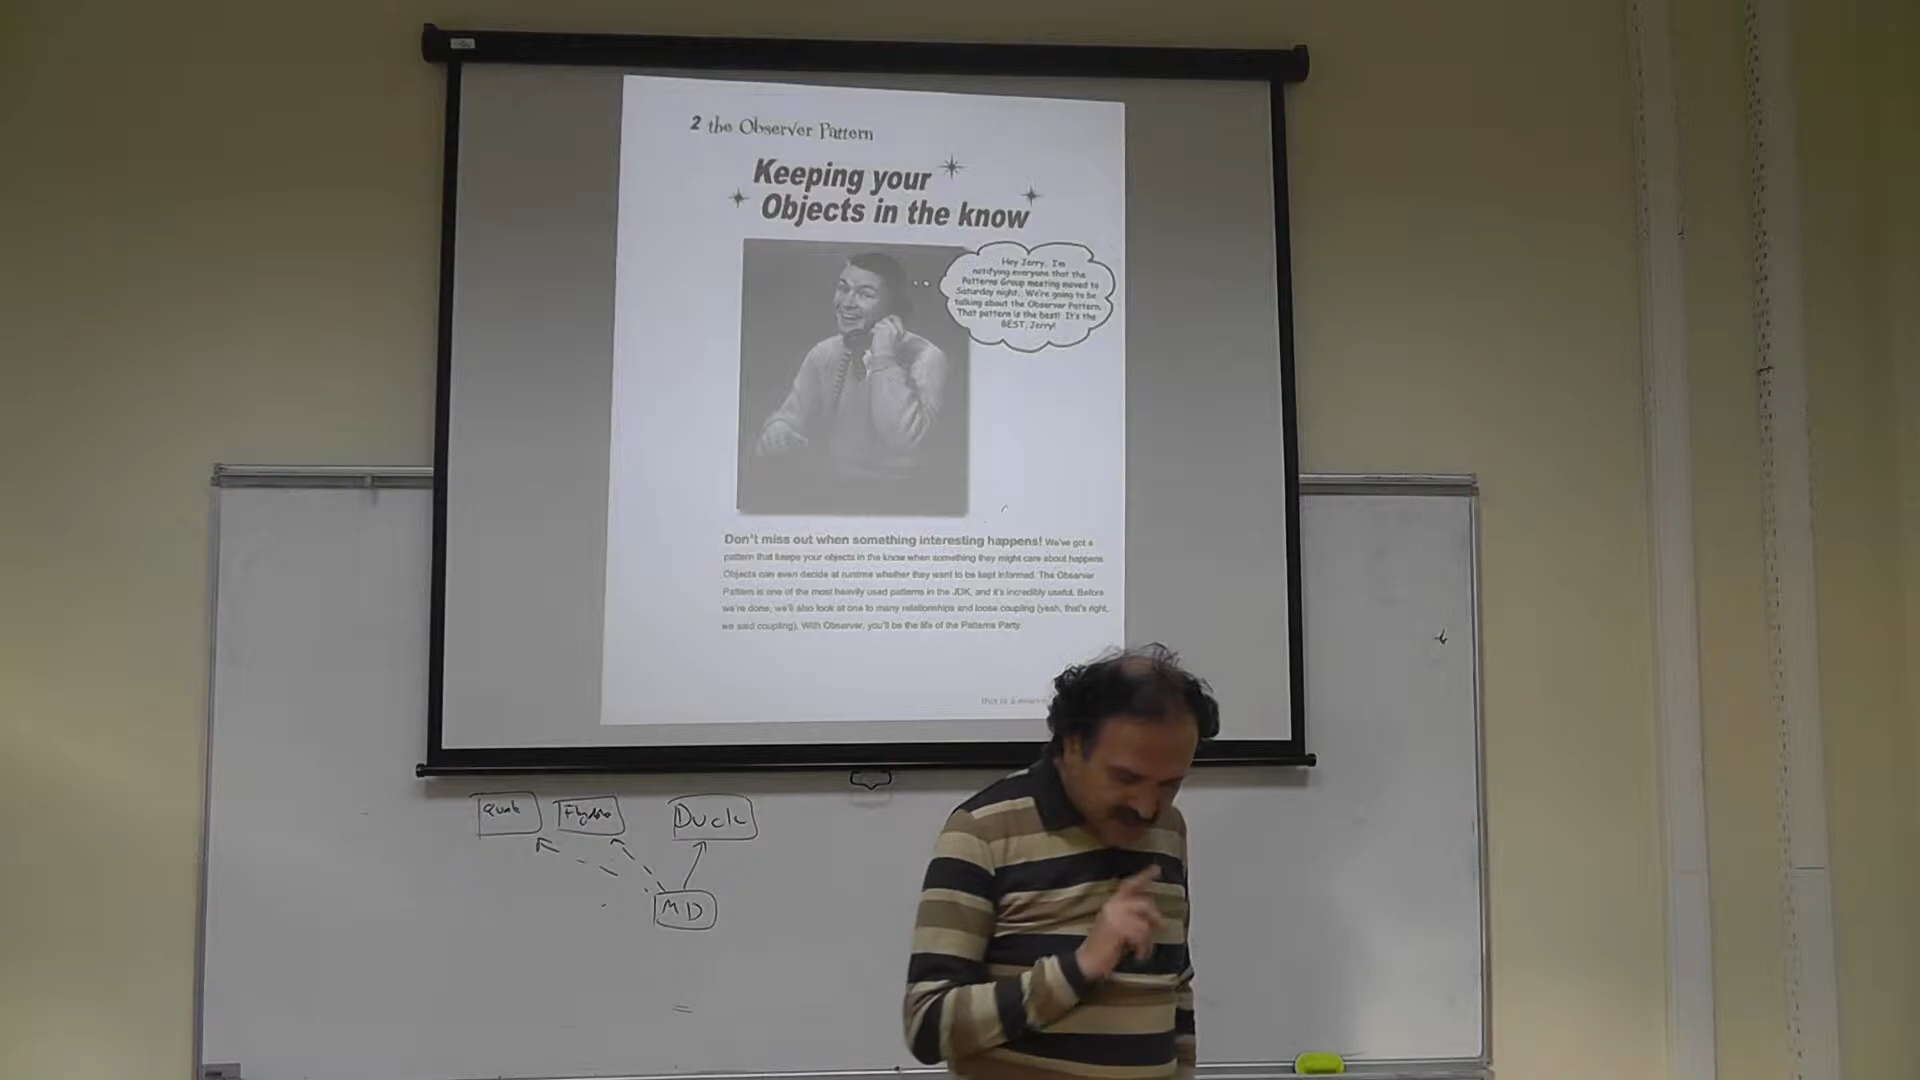 2 the Observer Pattern
Keeping your
Objects in the know
Hey Jerry, I'm
notifying everyone that the
Patterns Group meeting moved to
Saturday night. We're going to be
talking about the Observer Pattern.
That pattern is the best! It's the
BEST, Jerry!
Don't miss out when something interesting happens! We've got a
pattern that keeps your objects in the know when something they might care about happens.
Objects can even decide at runtime whether they want to be kept informed. The Observer
Pattern is one of the most heavily used patterns in the JDK, and it's incredibly useful. Before
we're done, we'll also look at one to many relationships and loose coupling (yeah, that's right,
we said coupling). With Observer, you'll be the life of the Patterns Party.
this is a
Duck
MD